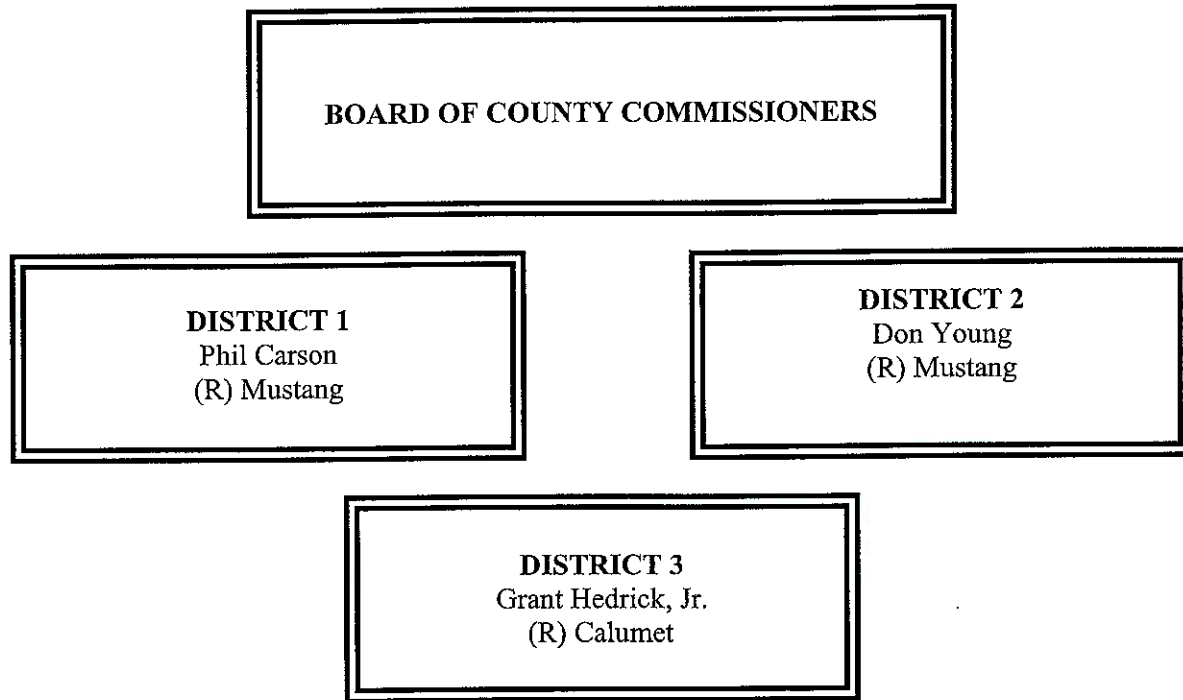 BOARD OF COUNTY COMMISSIONERS
DISTRICT 1
Phil Carson
(R) Mustang
DISTRICT 2
Don Young
(R) Mustang
DISTRICT 3
Grant Hedrick, Jr.
(R) Calumet